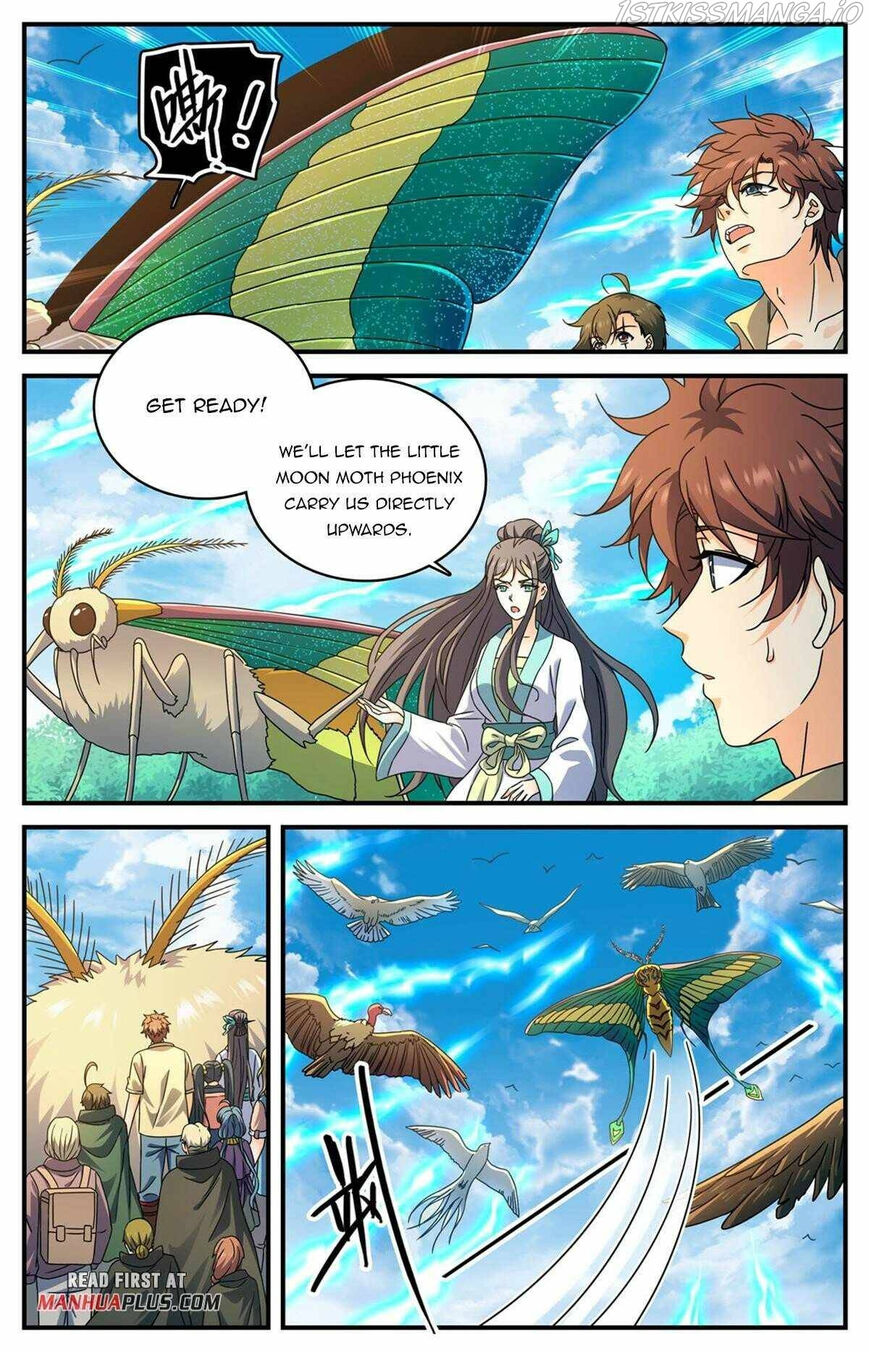 1STKISSMANGA.IO
嘶!
GET READY!
WE'LL LET THE LITTLE
MOON MOTH PHOENIX
CARRY US DIRECTLY
UPWARDS.
READ FIRST AT
MANHUAPLUS.COM